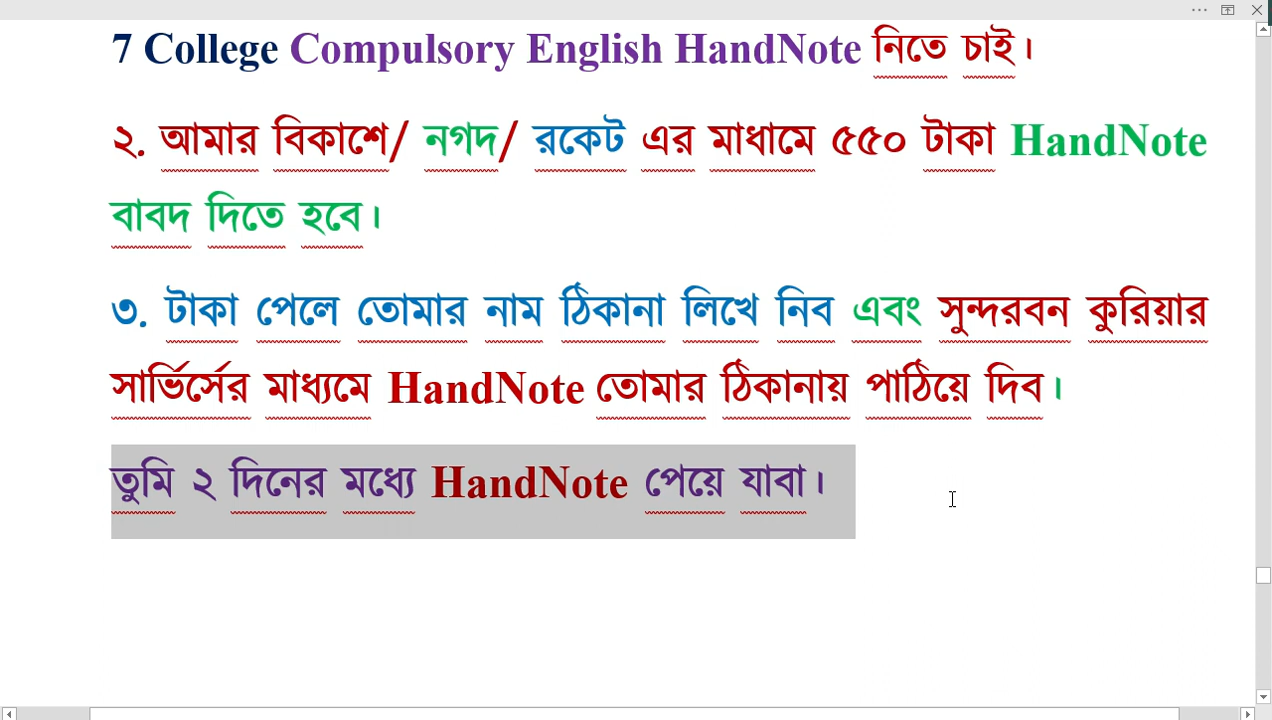 7 College Compulsory English HandNote নিতে চাই।
২. আমার বিকাশে/ নগদ/ রকেট এর মাধামে ৫৫০ টাকা HandNote
বাবদ দিতে হবে।
৩. টাকা পেলে তোমার নাম ঠিকানা লিখে নিব এবং সুন্দরবন কুরিয়ার
সার্ভির্সের মাধ্যমে HandNote তোমার ঠিকানায় পাঠিয়ে দিব।
তুমি ২ দিনের মধ্যে HandNote পেয়ে যাবা।